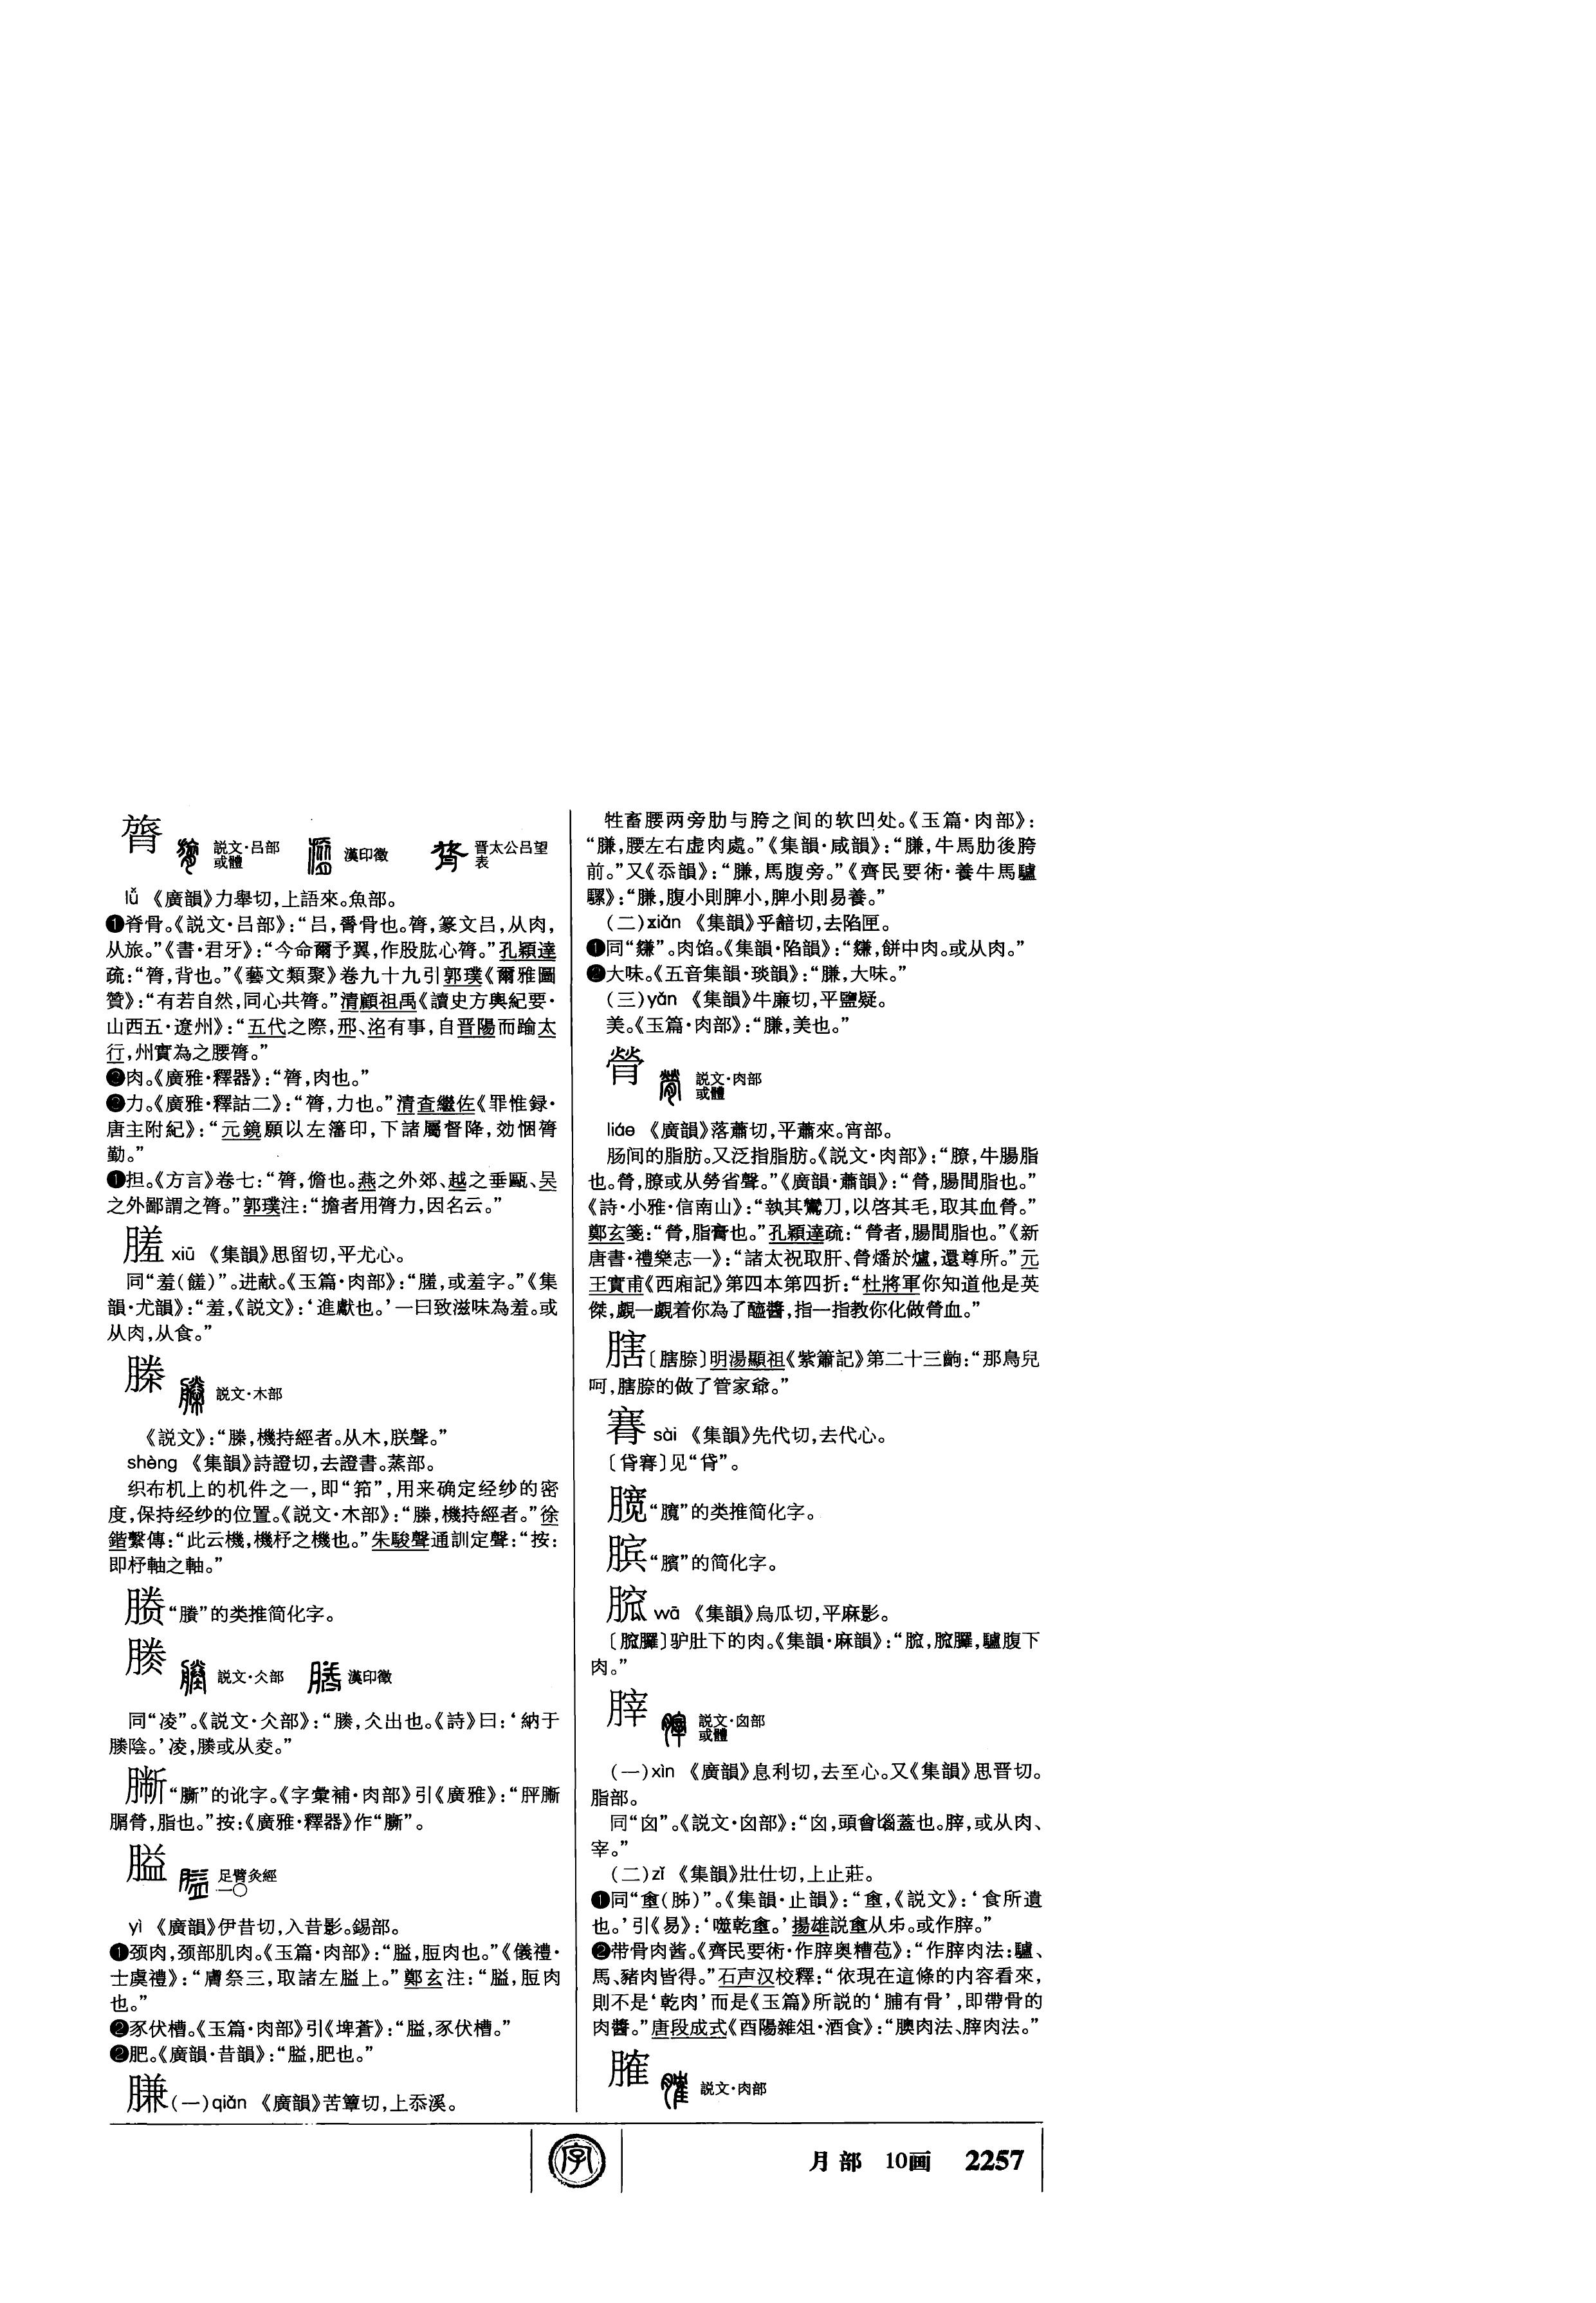 膂 説文·吕部或體 漢印徵 晋太公吕望表
lǚ 《廣韻》力舉切,上語來。魚部。
❶脊骨。《説文·吕部》:“吕,脊骨也。膂,篆文吕,从肉,
从旅。”《書·君牙》:“今命爾予翼,作股肱心膂。”孔穎達
疏:“膂,背也。”《藝文類聚》卷九十九引郭璞《爾雅圖
贊》:“有若自然,同心共膂。”清顧祖禹《讀史方輿紀要·
山西五·遼州》:“五代之際,邢、洺有事,自晋陽而踰太
行,州實為之腰膂。”
❷肉。《廣雅·釋器》:“膂,肉也。”
❸力。《廣雅·釋詁二》:“膂,力也。”清查繼佐《罪惟録·
唐主附紀》:“元鏡願以左藩印,下諸屬督降,効悃膂
勤。”
❹担。《方言》卷七:“膂,儋也。燕之外郊、越之垂甌、吴
之外鄙謂之膂。”郭璞注:“擔者用膂力,因名云。”
膇 xiū 《集韻》思留切,平尤心。
同“羞(饈)”。进献。《玉篇·肉部》:“或羞字。”《集
韻·尤韻》:“羞,《説文》:‘進獻也。’一曰致滋味為羞。或
从肉,从食。”
榺 説文·木部
《説文》:“榺,機持經者。从木,朕聲。”
shèng 《集韻》詩證切,去證書。蒸部。
织布机上的机件之一,即“筘”,用来确定经纱的密
度,保持经纱的位置。《説文·木部》:“榺,機持經者。”徐
鍇繫傳:“此云機,機杼之機也。”朱駿聲通訓定聲:“按:
即杼軸之軸。”
赆 “賸”的类推简化字。
㬺 説文·仌部 漢印徵
同“凌”。《説文·仌部》:“仌出也。《詩》曰:‘納于
陰。’凌,或从夌。”
“䐶”的讹字。《字彙補·肉部》引《廣雅》:
脂也。”按:《廣雅·釋器》作
膉 足臂灸經一〇
yì 《廣韻》伊昔切,入昔影。錫部。
❶颈肉,颈部肌肉。《玉篇·肉部》:“膉,脰肉也。”《儀禮·
士虞禮》:“膚祭三,取諸左膉上。”鄭玄注:“膉,脰肉
也。”
❷豕伏槽。《玉篇·肉部》引《埤蒼》:“膉,豕伏槽。”
❸肥。《廣韻·昔韻》:“膉,肥也。”
膁 (一)qiǎn 《廣韻》苦簟切,上忝溪。
牲畜腰两旁肋与胯之间的软凹处。《玉篇·肉部》:
“膁,腰左右虚肉處。”《集韻·咸韻》:“膁,牛馬肋後胯
前。”又《忝韻》:“膁,馬腹旁。”《齊民要術·養牛馬驢
騾》:“膁,腹小則脾小,脾小則易養。”
(二)xiǎn 《集韻》乎韽切,去陷匣。
❶同“䭑”。肉馅。《集韻·陷韻》:“餅中肉。或从肉。”
❷大味。《五音集韻·琰韻》:“膁,大味。”
(三)yǎn 《集韻》牛廉切,平鹽疑。
美。《玉篇·肉部》:“膁,美也。”
膋 説文·肉部或體
liáo 《廣韻》落蕭切,平蕭來。宵部。
肠间的脂肪。又泛指脂肪。《説文·肉部》:“膫,牛腸脂
也。膋,膫或从勞省聲。”《廣韻·蕭韻》:“膋,腸間脂也。”
《詩·小雅·信南山》:“執其鸞刀,以啓其毛,取其血膋。”
鄭玄箋:“膋,脂膏也。”孔穎達疏:“膋者,腸間脂也。”《新
唐書·禮樂志一》:“諸太祝取肝、膋燔於爐,還尊所。”元
王實甫《西廂記》第四本第四折:“杜將軍你知道他是英
傑,覷一覷着你為了醯醬,指一指教你化做膋血。”
膎〔膎〕明湯顯祖《紫簫記》第二十三齣:“那鳥兒
呵,的做了管家爺。”
賽 sài 《集韻》先代切,去代心。
见“
“髖”的类推简化字。
膑 “臏”的简化字。
wā 《集韻》烏瓜切,平麻影。
驴肚下的肉。《集韻·麻韻》:“驢腹下
肉。”
䏁 説文·囟部或體
(一)xìn 《廣韻》息利切,去至心。又《集韻》思晋切。
脂部。
同“囟”。《説文·囟部》:“囟,頭會匘蓋也。膟,或从肉、
宰。”
(二)zǐ 《集韻》壯仕切,上止莊。
❶同“𩚨(胏)”。《集韻·止韻》:“《説文》:‘食所遺
也。’引《易》:‘噬乾𩚨。’揚雄説𩚨从𠂔。或作脺。”
❷带骨肉酱。《齊民要術·作脺奥糟苞》:“作脺肉法:驢、
馬、豬肉皆得。”石声汉校釋:“依現在這條的内容看來,
則不是‘乾肉’而是《玉篇》所説的‘脯有骨’,即帶骨的
肉醬。”唐段成式《酉陽雜俎·酒食》:“腴肉法、脺肉法。”
䐨 説文·肉部
字
月部 10画 2257